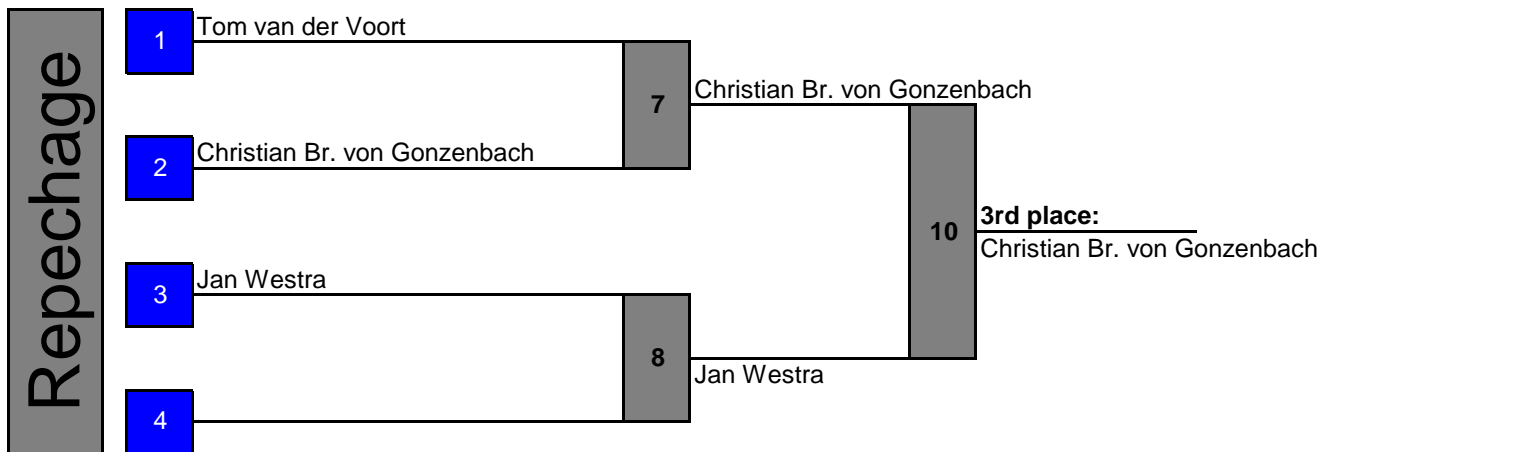 Repechage
1
Tom van der Voort
7
Christian Br. von Gonzenbach
2
Christian Br. von Gonzenbach
10
3rd place:
Christian Br. von Gonzenbach
3
Jan Westra
8
Jan Westra
4